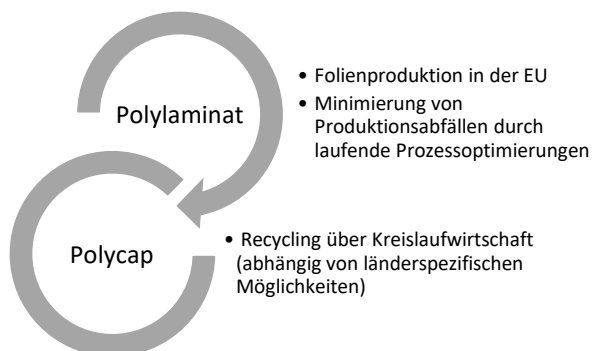 Polylaminat
• Folienproduktion in der EU
• Minimierung von
Produktionsabfällen durch
laufende Prozessoptimierungen
Polycap
• Recycling über Kreislaufwirtschaft
(abhängig von länderspezifischen
Möglichkeiten)